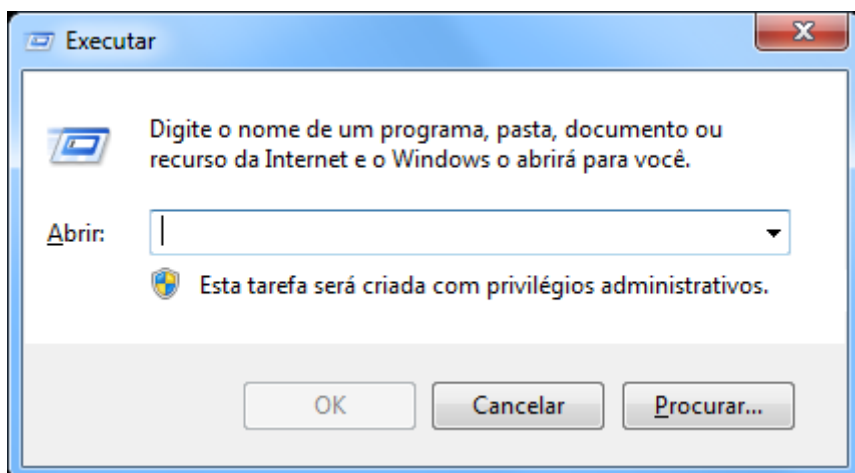 Executar
Digite o nome de um programa, pasta, documento ou
recurso da Internet e o Windows o abrirá para você.
Abrir:
Esta tarefa será criada com privilégios administrativos.
OK Cancelar Procurar...